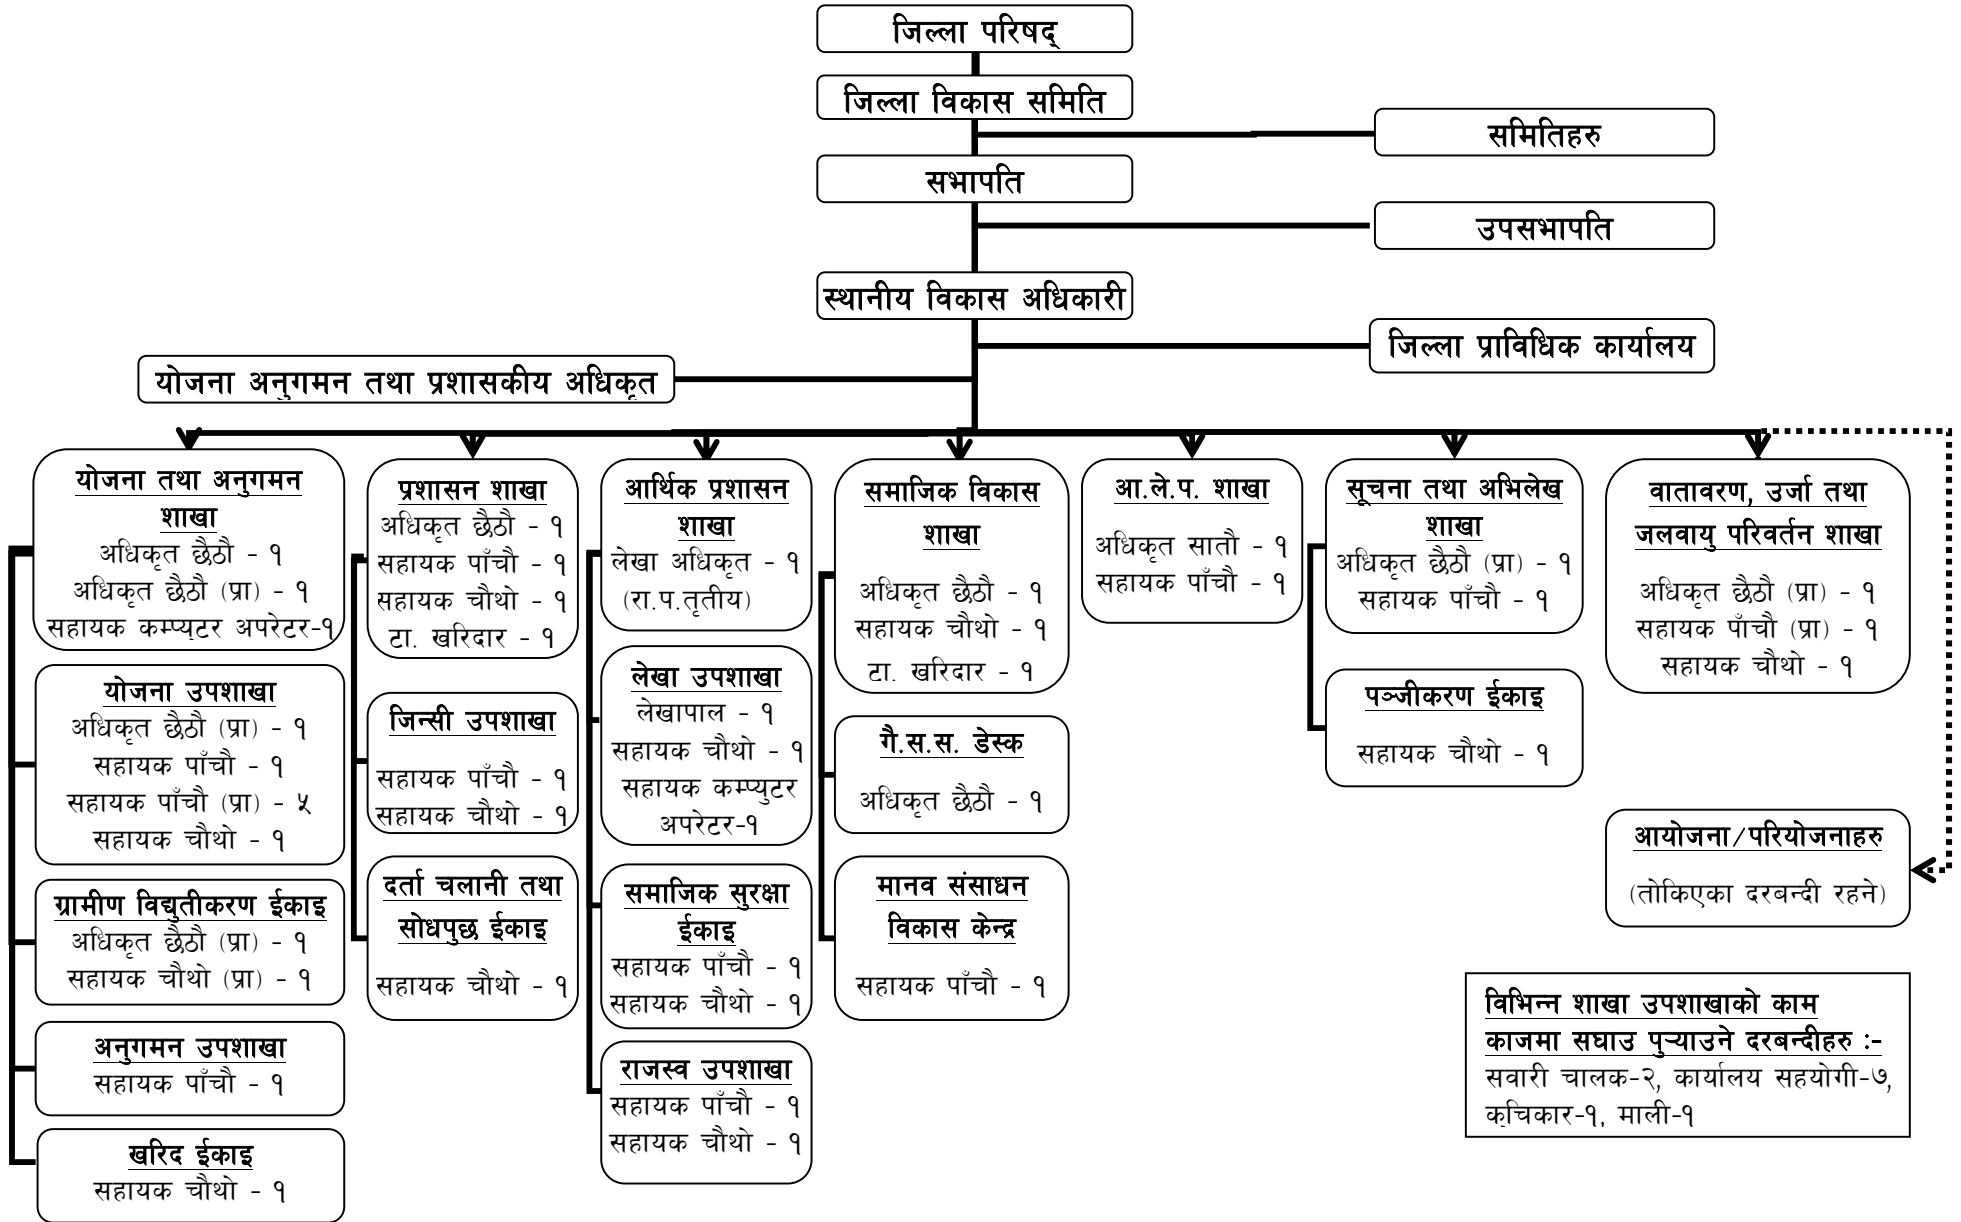 जिल्ला परिषद्
जिल्ला विकास समिति
समितिहरु
सभापति
उपसभापति
स्थानीय विकास अधिकारी
जिल्ला प्राविधिक कार्यालय
योजना अनुगमन तथा प्रशासकीय अधिकृत
योजना तथा अनुगमन
शाखा
अधिकृत छैठौ - १
अधिकृत छैठौ (प्रा) - १
सहायक कम्प्युटर अपरेटर-१
योजना उपशाखा
अधिकृत छैठौ (प्रा) - १
सहायक पाँचौ - १
सहायक पाँचौ (प्रा) - ५
सहायक चौथो - १
ग्रामीण विद्युतीकरण ईकाइ
अधिकृत छैठौ (प्रा) - १
सहायक चौथो (प्रा) - १
अनुगमन उपशाखा
सहायक पाँचौ - १
खरिद ईकाइ
सहायक चौथो - १
प्रशासन शाखा
अधिकृत छैठौ - १
सहायक पाँचौ - १
सहायक चौथो - १
टा. खरिदार - १
जिन्सी उपशाखा
सहायक पाँचौ - १
सहायक चौथो - १
दर्ता चलानी तथा
सोधपुछ ईकाइ
सहायक चौथो - १
आर्थिक प्रशासन
शाखा
लेखा अधिकृत - १
(रा.प.तृतीय)
लेखा उपशाखा
लेखापाल - १
सहायक चौथो - १
सहायक कम्प्युटर
अपरेटर-१
समाजिक सुरक्षा
ईकाइ
सहायक पाँचौ - १
सहायक चौथो - १
राजस्व उपशाखा
सहायक पाँचौ - १
सहायक चौथो - १
समाजिक विकास
शाखा
अधिकृत छैठौ - १
सहायक चौथो - १
टा. खरिदार - १
गै.स.स. डेस्क
अधिकृत छैठौ - १
मानव संसाधन
विकास केन्द्र
सहायक पाँचौ - १
आ.ले.प. शाखा
अधिकृत सातौ - १
सहायक पाँचौ - १
सूचना तथा अभिलेख
शाखा
अधिकृत छैठौ (प्रा) - १
सहायक पाँचौ - १
पञ्जीकरण ईकाइ
सहायक चौथो - १
वातावरण, उर्जा तथा
जलवायु परिवर्तन शाखा
अधिकृत छैठौ (प्रा) - १
सहायक पाँचौ (प्रा) - १
सहायक चौथो - १
आयोजना/परियोजनाहरु
(तोकिएका दरबन्दी रहने)
विभिन्न शाखा उपशाखाको काम
काजमा सघाउ पुऱ्याउने दरबन्दीहरु :-
सवारी चालक-२, कार्यालय सहयोगी-७,
कुचिकार-१, माली-१